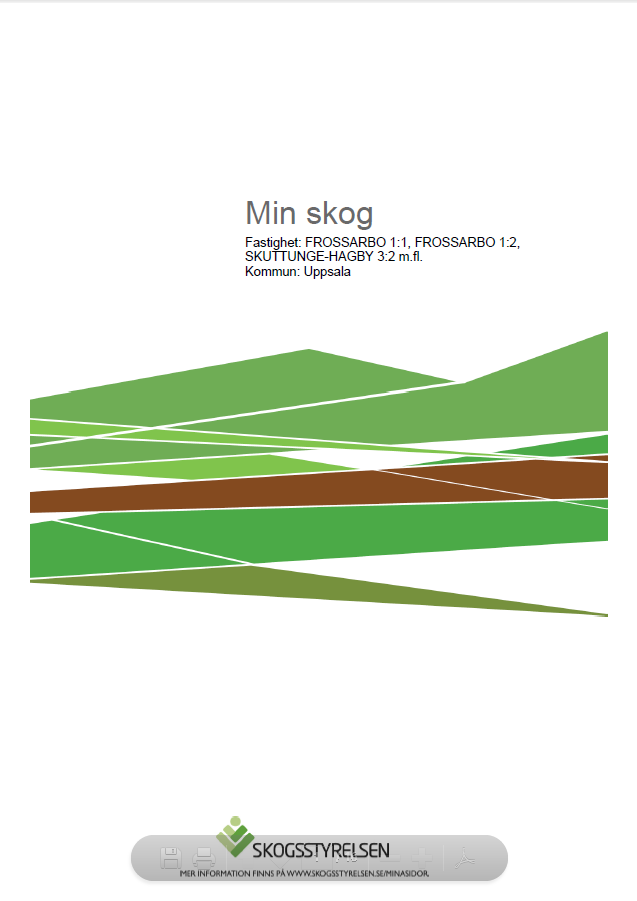 Min skog
Fastighet: FROSSARBO 1:1, FROSSARBO 1:2,
SKUTTUNGE-HAGBY 3:2 m.fl.
Kommun: Uppsala
SKOGSSTYRELSEN
MER INFORMATION FINNS PÅ WWW.SKOGSSTYRELSEN.SE/MINASIDOR.